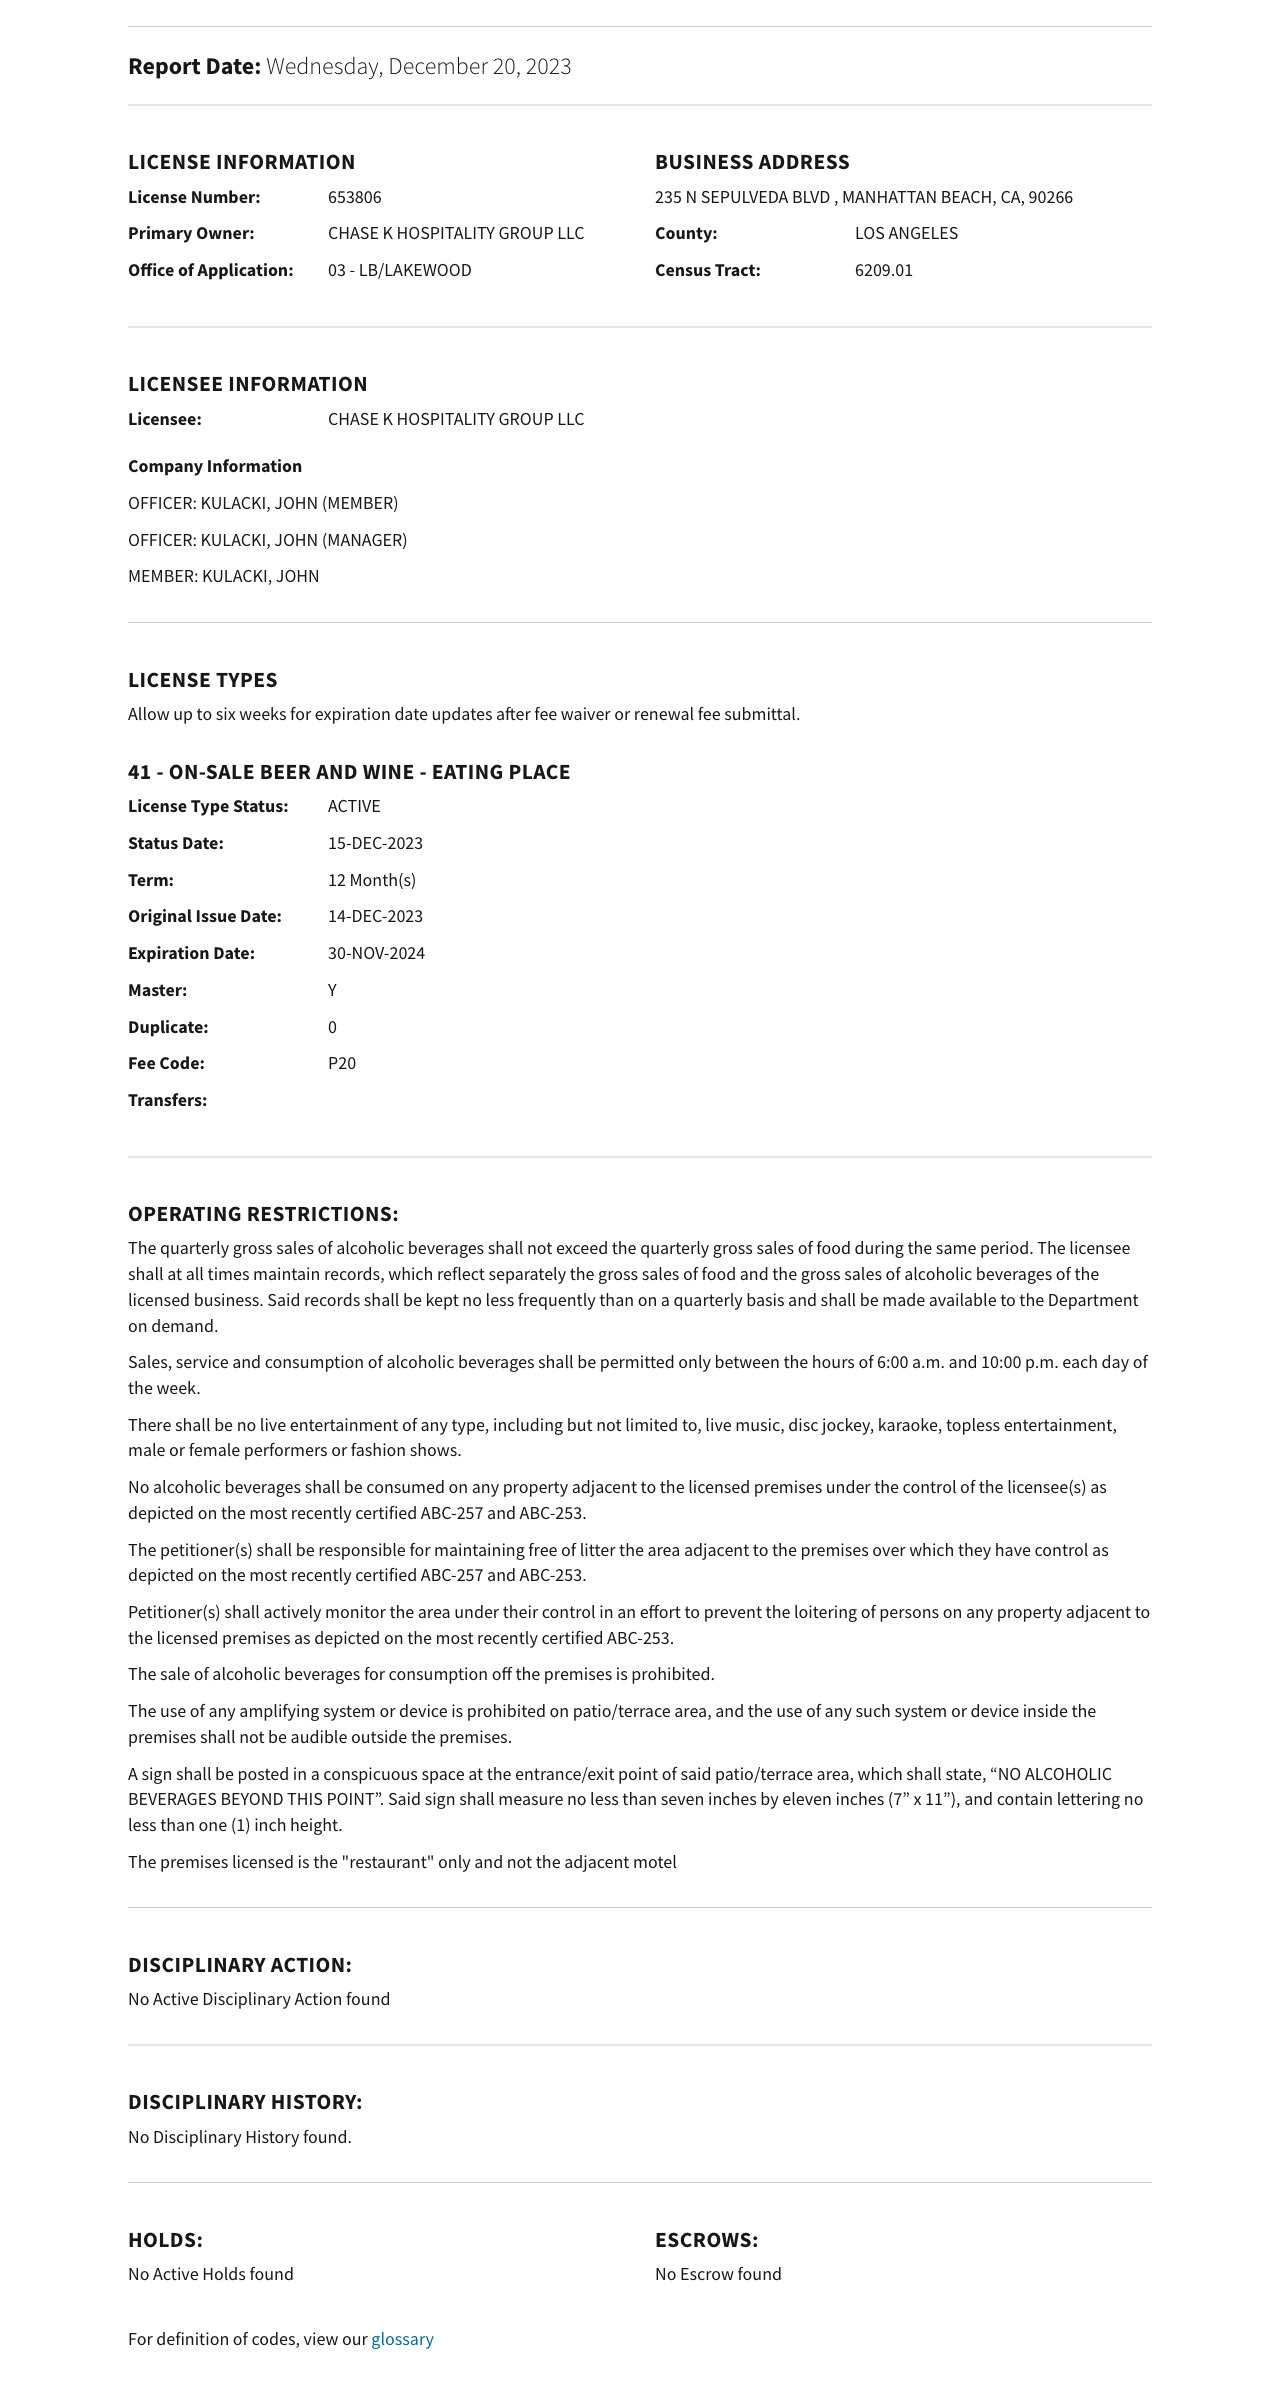 Report Date: Wednesday, December 20, 2023
LICENSE INFORMATION
License Number: 653806
Primary Owner: CHASE K HOSPITALITY GROUP LLC
Office of Application: 03 - LB/LAKEWOOD
BUSINESS ADDRESS
235 N SEPULVEDA BLVD , MANHATTAN BEACH, CA, 90266
County: LOS ANGELES
Census Tract: 6209.01
LICENSEE INFORMATION
Licensee: CHASE K HOSPITALITY GROUP LLC
Company Information
OFFICER: KULACKI, JOHN (MEMBER)
OFFICER: KULACKI, JOHN (MANAGER)
MEMBER: KULACKI, JOHN
LICENSE TYPES
Allow up to six weeks for expiration date updates after fee waiver or renewal fee submittal.
41 - ON-SALE BEER AND WINE - EATING PLACE
License Type Status: ACTIVE
Status Date: 15-DEC-2023
Term: 12 Month(s)
Original Issue Date: 14-DEC-2023
Expiration Date: 30-NOV-2024
Master: Y
Duplicate: 0
Fee Code: P20
Transfers:
OPERATING RESTRICTIONS:
The quarterly gross sales of alcoholic beverages shall not exceed the quarterly gross sales of food during the same period. The licensee
shall at all times maintain records, which reflect separately the gross sales of food and the gross sales of alcoholic beverages of the
licensed business. Said records shall be kept no less frequently than on a quarterly basis and shall be made available to the Department
on demand.
Sales, service and consumption of alcoholic beverages shall be permitted only between the hours of 6:00 a.m. and 10:00 p.m. each day of
the week.
There shall be no live entertainment of any type, including but not limited to, live music, disc jockey, karaoke, topless entertainment,
male or female performers or fashion shows.
No alcoholic beverages shall be consumed on any property adjacent to the licensed premises under the control of the licensee(s) as
depicted on the most recently certified ABC-257 and ABC-253.
The petitioner(s) shall be responsible for maintaining free of litter the area adjacent to the premises over which they have control as
depicted on the most recently certified ABC-257 and ABC-253.
Petitioner(s) shall actively monitor the area under their control in an effort to prevent the loitering of persons on any property adjacent to
the licensed premises as depicted on the most recently certified ABC-253.
The sale of alcoholic beverages for consumption off the premises is prohibited.
The use of any amplifying system or device is prohibited on patio/terrace area, and the use of any such system or device inside the
premises shall not be audible outside the premises.
A sign shall be posted in a conspicuous space at the entrance/exit point of said patio/terrace area, which shall state, “NO ALCOHOLIC
BEVERAGES BEYOND THIS POINT”. Said sign shall measure no less than seven inches by eleven inches (7” x 11”), and contain lettering no
less than one (1) inch height.
The premises licensed is the "restaurant" only and not the adjacent motel
DISCIPLINARY ACTION:
No Active Disciplinary Action found
DISCIPLINARY HISTORY:
No Disciplinary History found.
HOLDS:
No Active Holds found
ESCROWS:
No Escrow found
For definition of codes, view our glossary